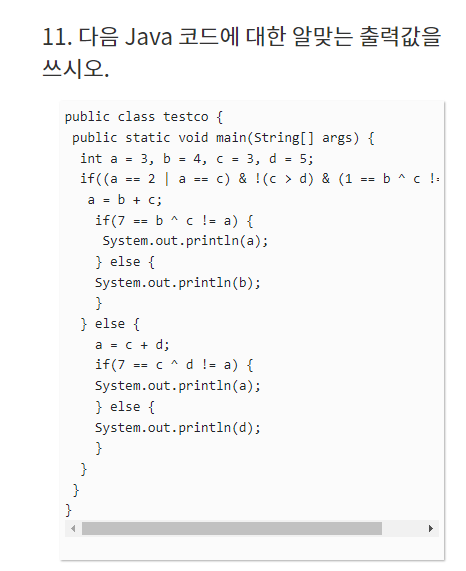 11. 다음 Java 코드에 대한 알맞는 출력값을
쓰시오.
public class testco {
public static void main(String[] args) {
int a = 3, b = 4, c = 3, d = 5;
if((a == 2 | a == c) & !(c > d) & (1 == b ^ c !=
a = b + c;
if(7 == b ^ c != a) {
System.out.println(a);
} else {
System.out.println(b);
}
} else {
a = c + d;
if(7 == c ^ d != a) {
System.out.println(a);
} else {
System.out.println(d);
}
}
}
}